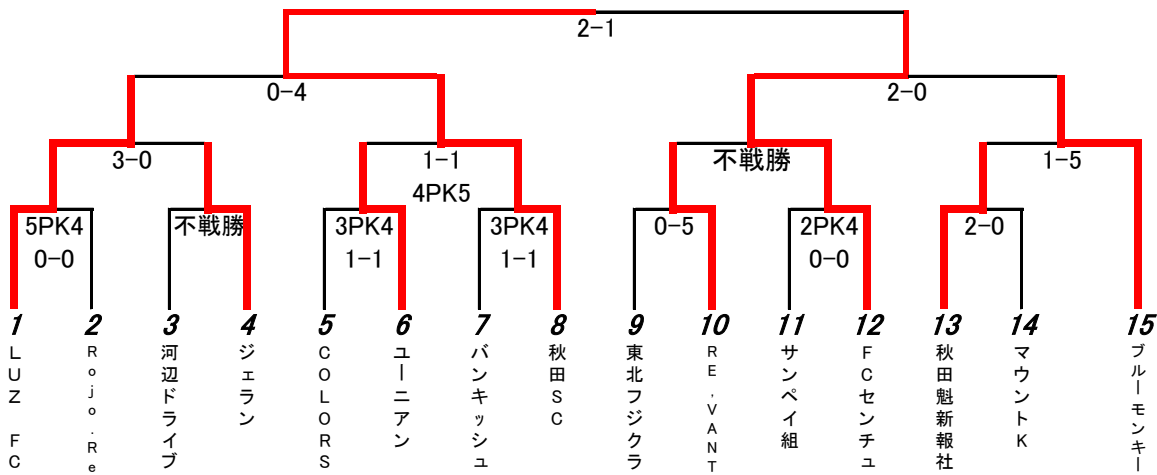 2-1
0-4
2-0
3-0
1-1
4PK5
不戦勝
1-5
5PK4
0-0
不戦勝
3PK4
1-1
3PK4
1-1
0-5
2PK4
0-0
2-0
1
2
3
4
5
6
7
8
9
10
11
12
13
14
15
LUZ FC
Rojo.Re
河辺ドライブ
ジェラン
COLORS
ユーニアン
バンキッシュ
秋田SC
東北フジクラ
RE,VANT
サンペイ組
FCセンチュ
秋田魁新報社
マウントK
ブルーモンキー